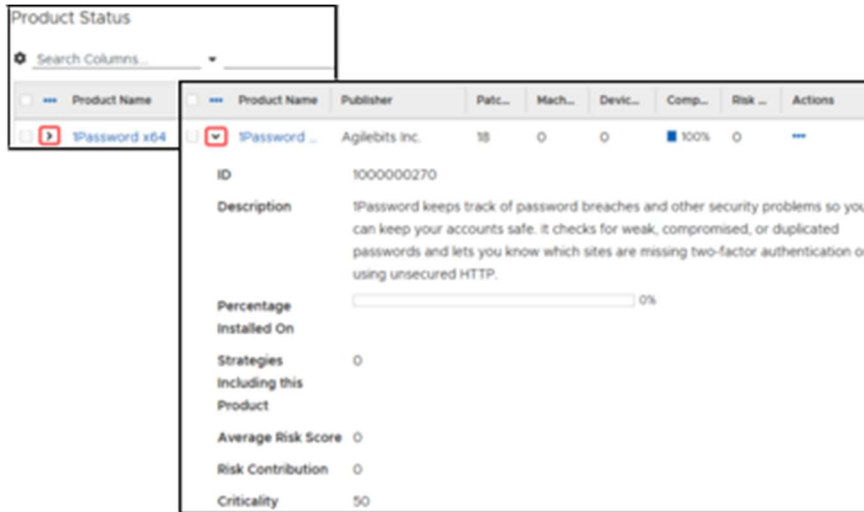 Product Status
Search Columns...
Product Name
1Password x64
Product Name Publisher Patc... Mach... Devic... Comp... Risk ... Actions
1Password ... Agilebits Inc. 18 0 0 100% 0
ID 1000000270
Description 1Password keeps track of password breaches and other security problems so you
can keep your accounts safe. It checks for weak, compromised, or duplicated
passwords and lets you know which sites are missing two-factor authentication or
using unsecured HTTP.
Percentage 0%
Installed On
Strategies 0
Including this
Product
Average Risk Score 0
Risk Contribution 0
Criticality 50